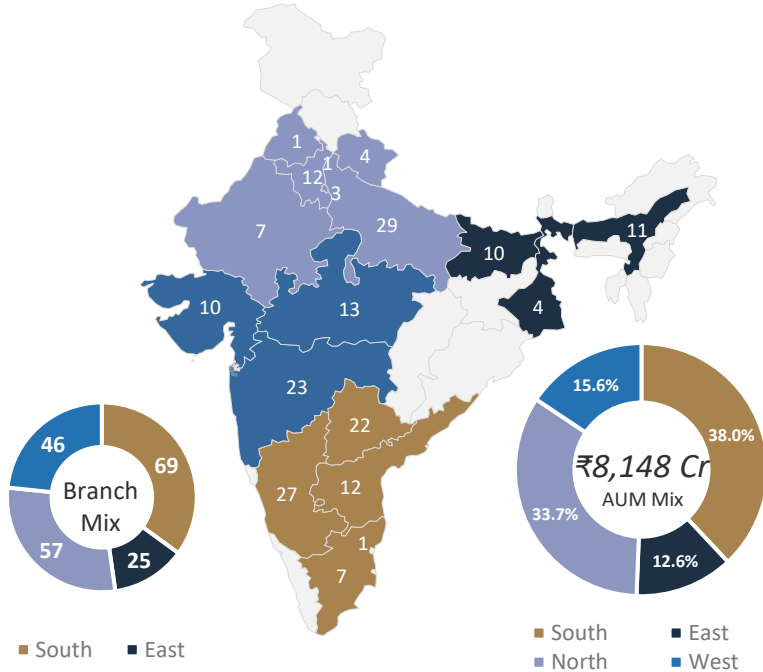 1
1
4
12
3
7
29
10
11
10
13
4
23
22
27
12
1
7
46
69
Branch
Mix
57
25
South
East
15.6%
38.0%
₹8,148 Cr
AUM Mix
33.7%
12.6%
South
East
North
West